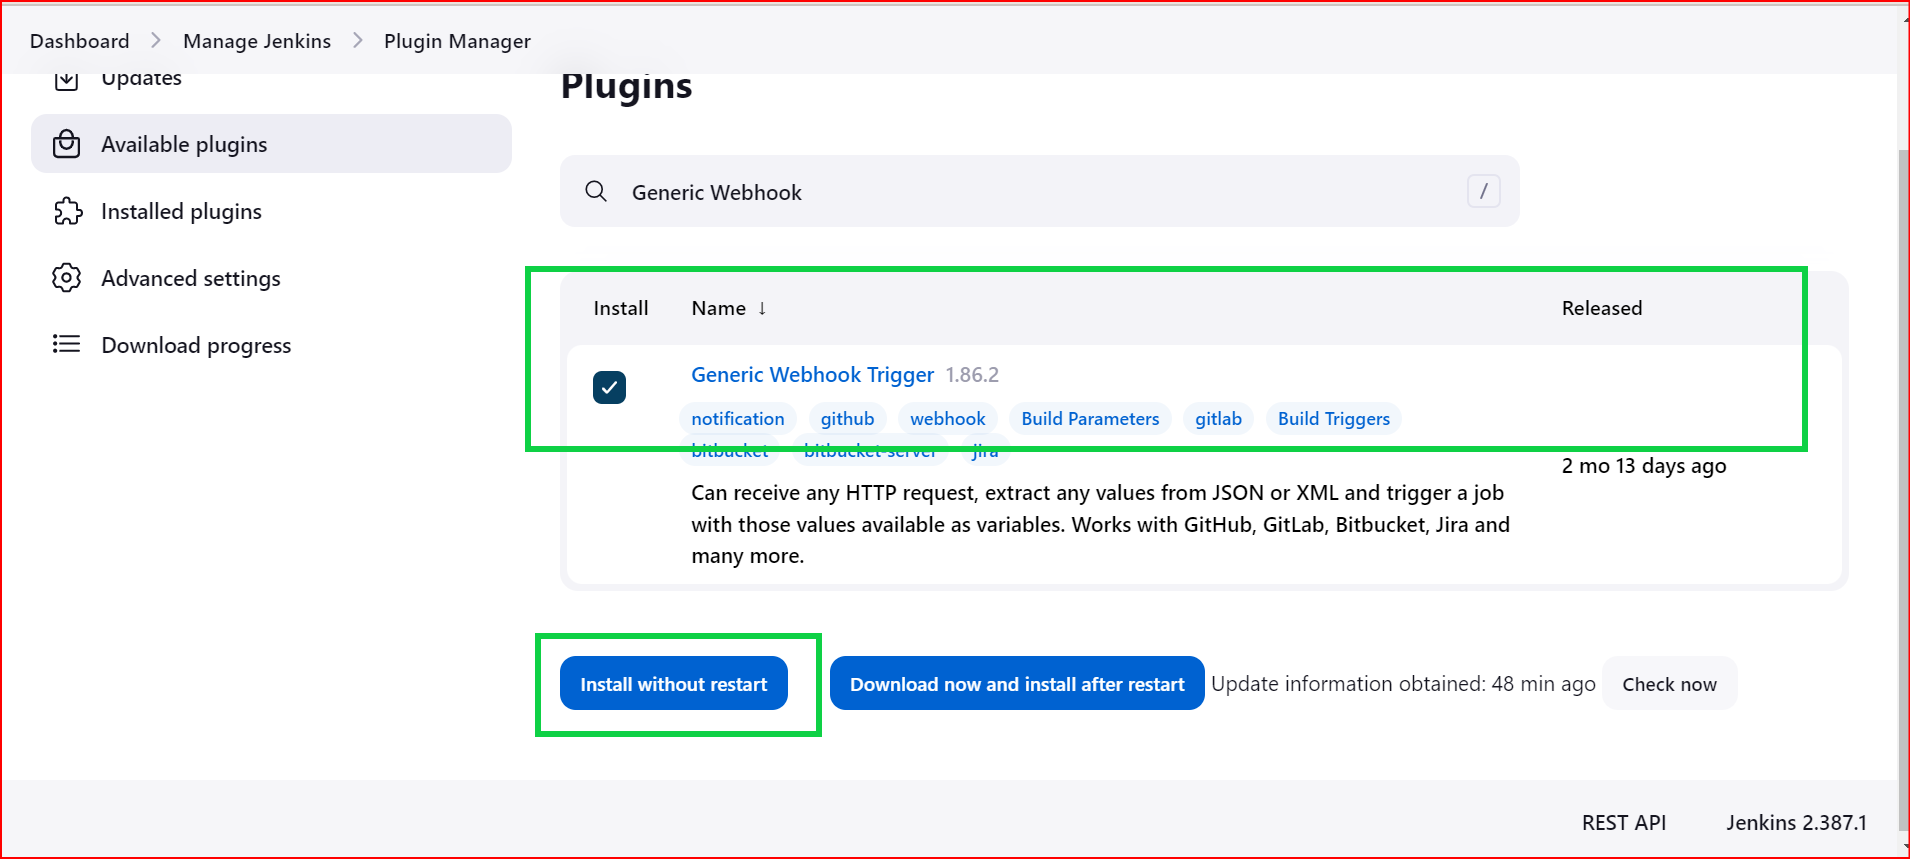 Dashboard > Manage Jenkins > Plugin Manager
Updates
Available plugins
Installed plugins
Advanced settings
Download progress
Plugins
Generic Webhook /
Install Name ↓ Released
Generic Webhook Trigger 1.86.2
notification github webhook Build Parameters gitlab Build Triggers
bitbucket bitbucket-server jira
2 mo 13 days ago
Can receive any HTTP request, extract any values from JSON or XML and trigger a job
with those values available as variables. Works with GitHub, GitLab, Bitbucket, Jira and
many more.
Install without restart Download now and install after restart Update information obtained: 48 min ago Check now
REST API Jenkins 2.387.1